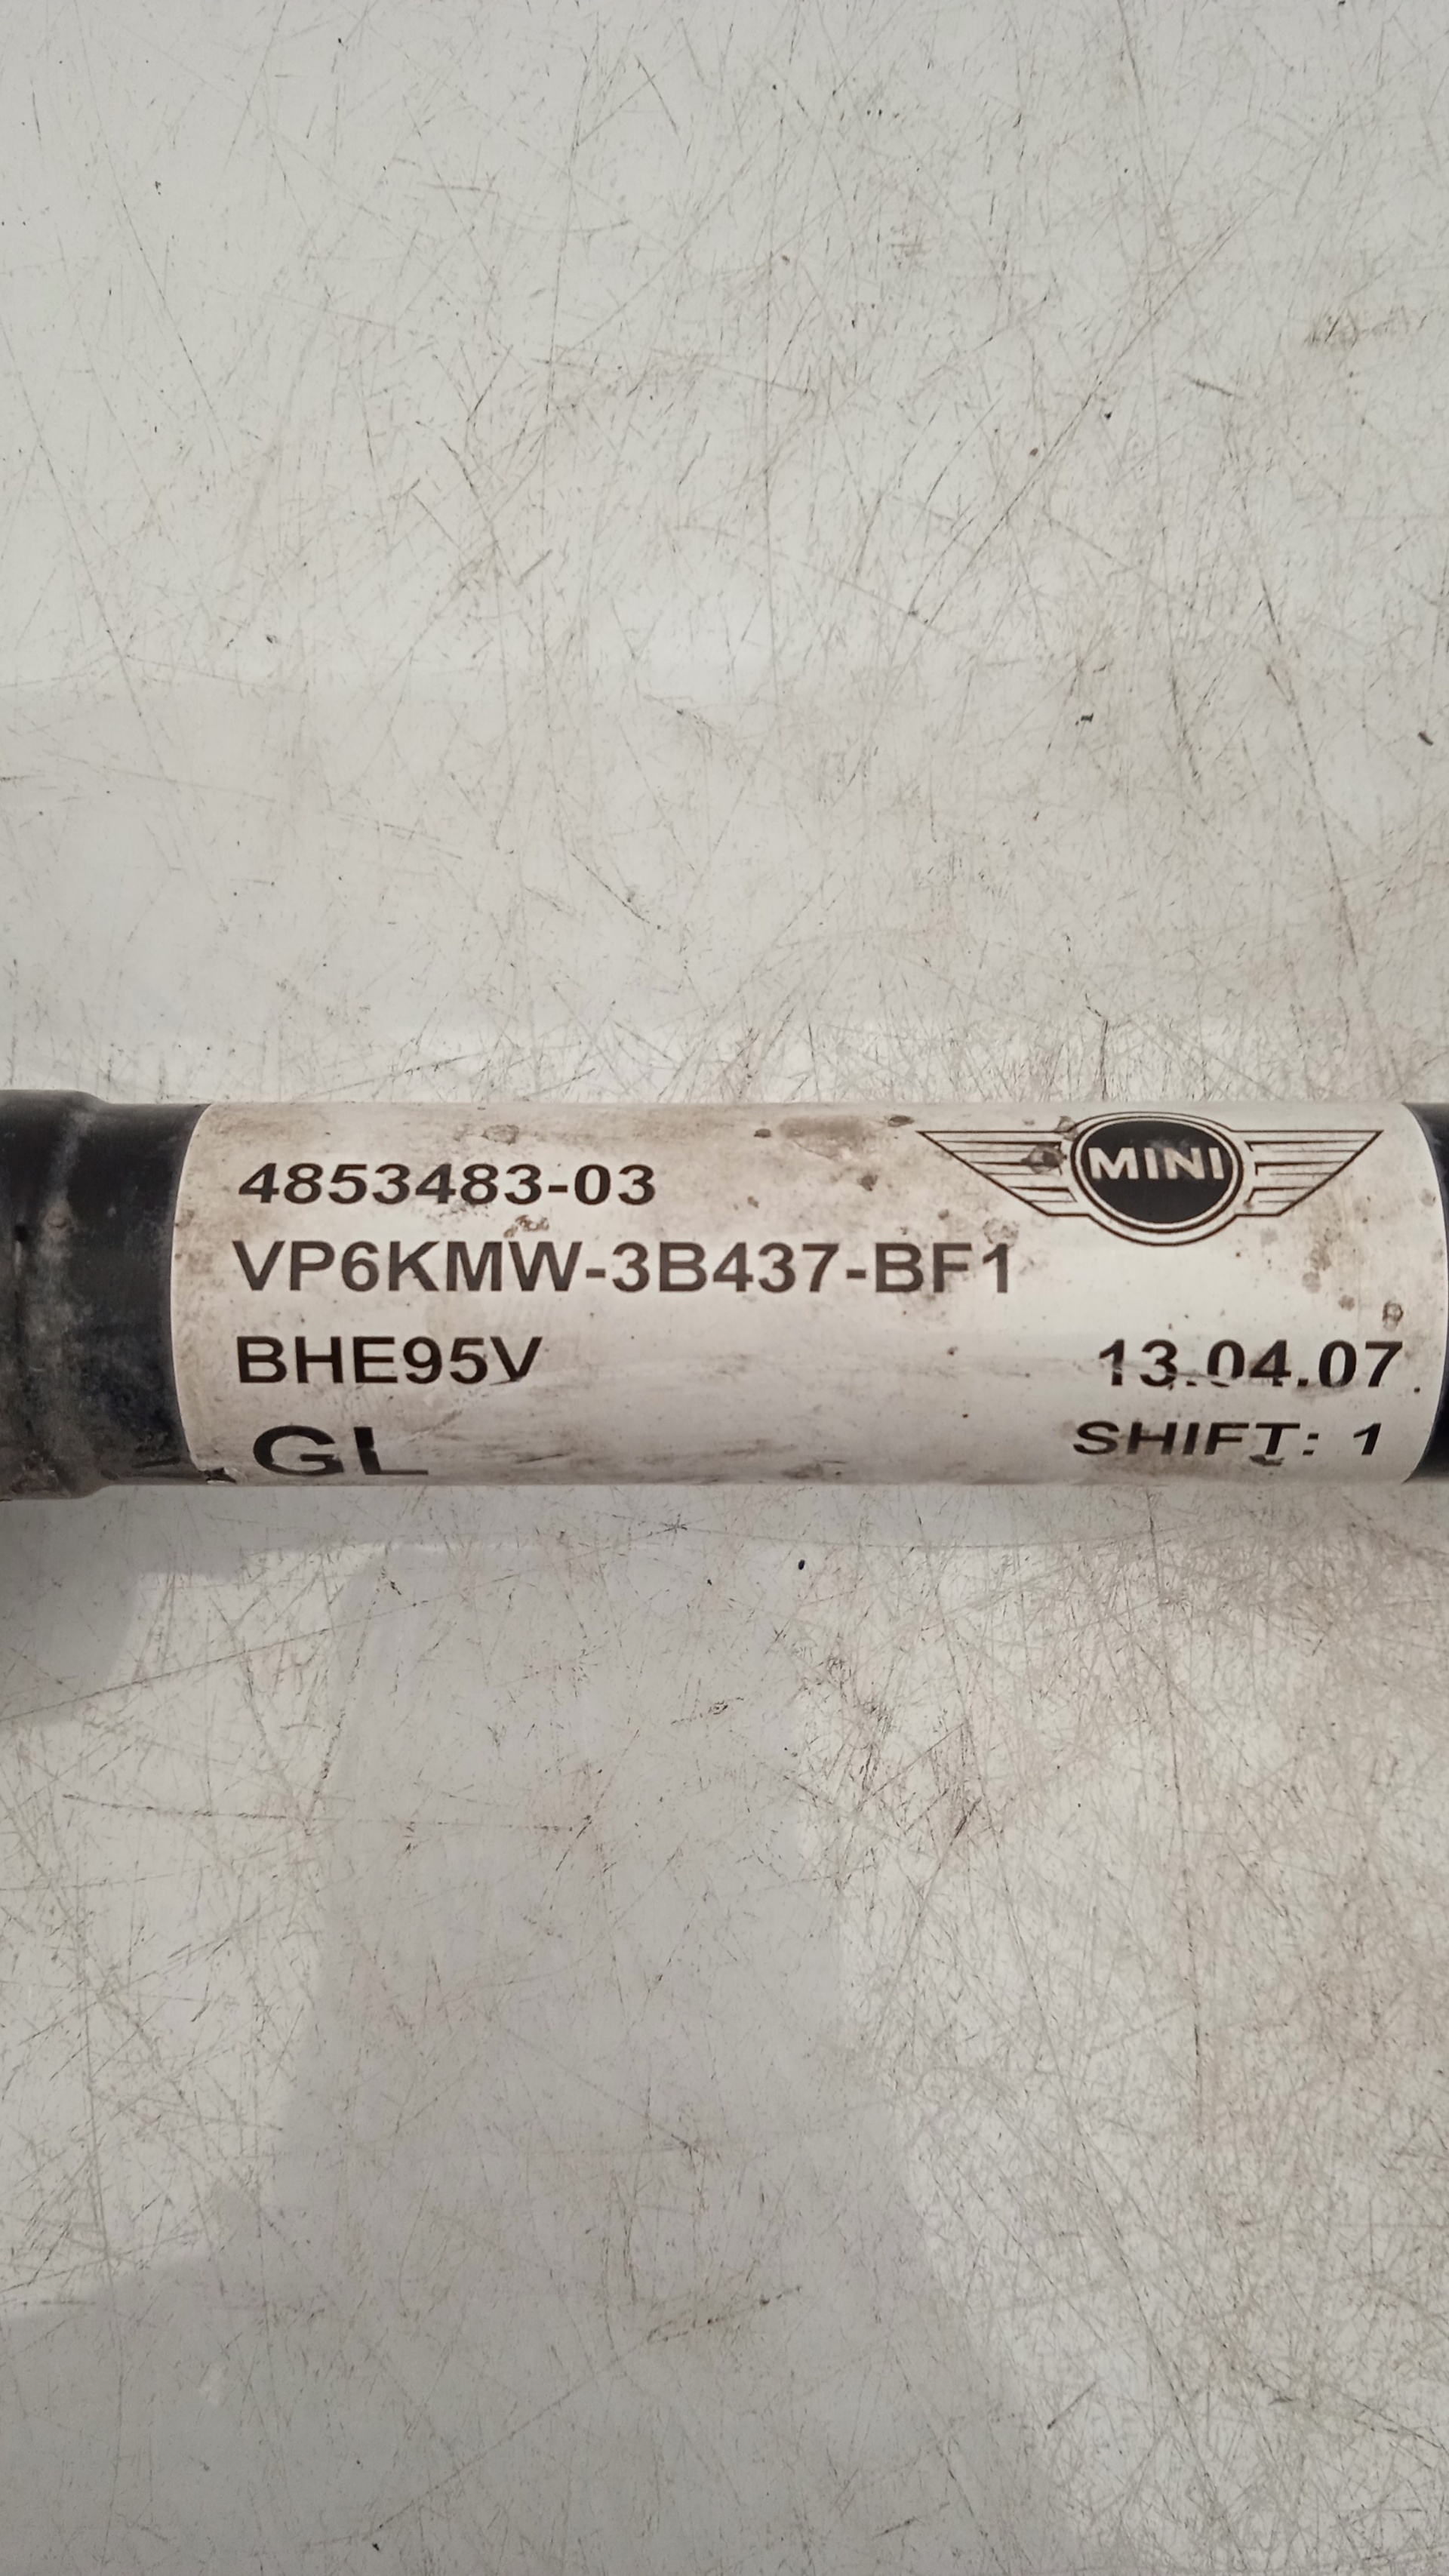 MINI
4853483-03
VP6KMW-3B437-BF1
BHE95V
13.04.07
GL
SHIFT: 1